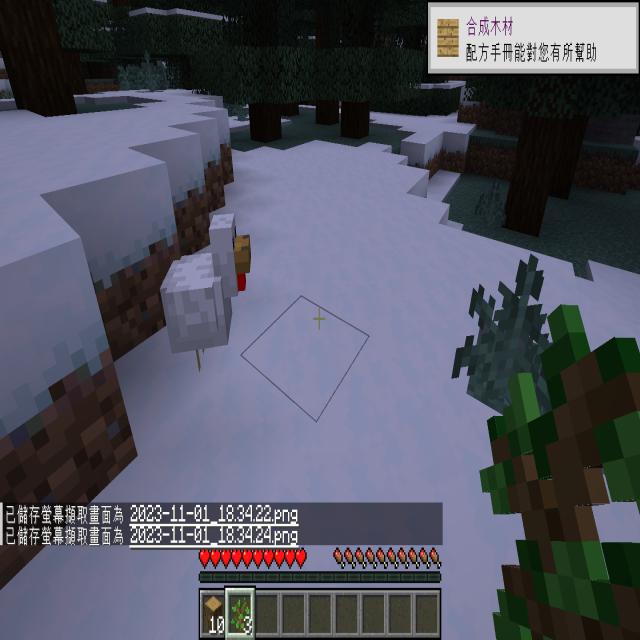 合成木材
配方手冊能對您有所幫助
已儲存螢幕擷取畫面為 2023-11-01_18.34.22.png
已儲存螢幕擷取畫面為 2023-11-01_18.34.24.png
10 3